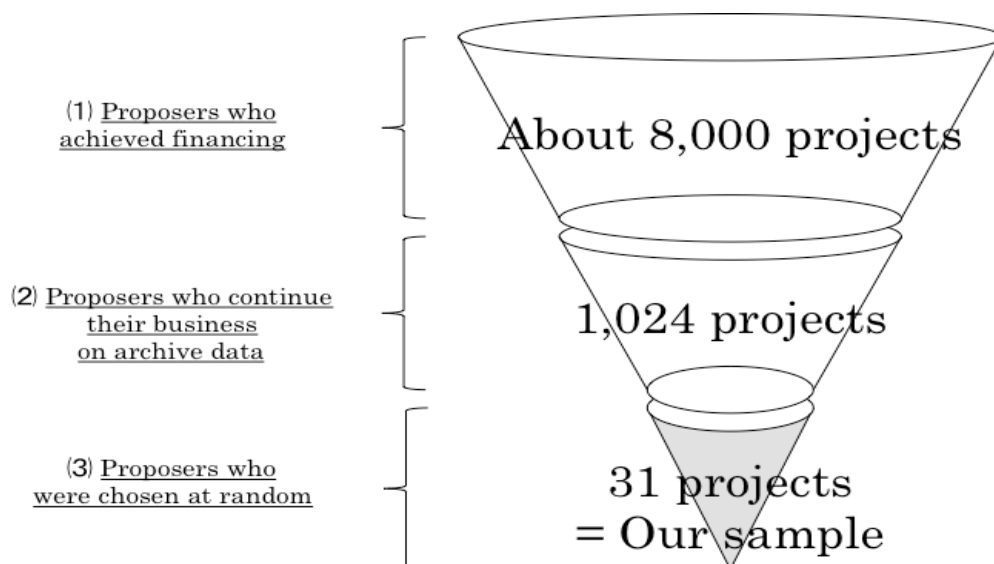 (1) Proposers who
achieved financing
About 8,000 projects
(2) Proposers who continue
their business
on archive data
1,024 projects
(3) Proposers who
were chosen at random
31 projects
= Our sample